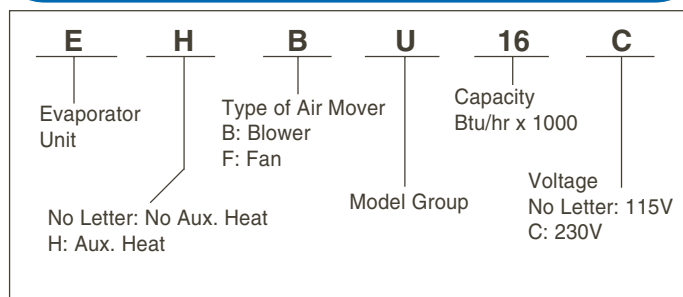 E H B U 16 C
Evaporator
Unit
Type of Air Mover
B: Blower
F: Fan
Capacity
Btu/hr x 1000
No Letter: No Aux. Heat
H: Aux. Heat
Model Group
Voltage
No Letter: 115V
C: 230V